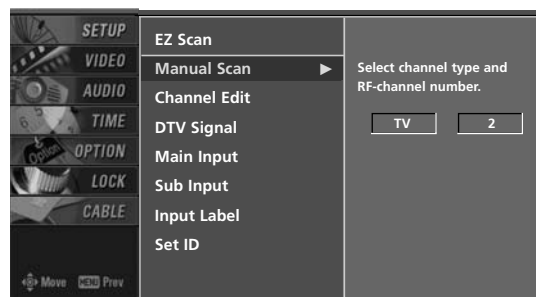 SETUP
VIDEO
AUDIO
TIME
OPTION
LOCK
CABLE
Move MENU Prev
EZ Scan
Manual Scan ▶
Channel Edit
DTV Signal
Main Input
Sub Input
Input Label
Set ID
Select channel type and
RF-channel number.
TV 2